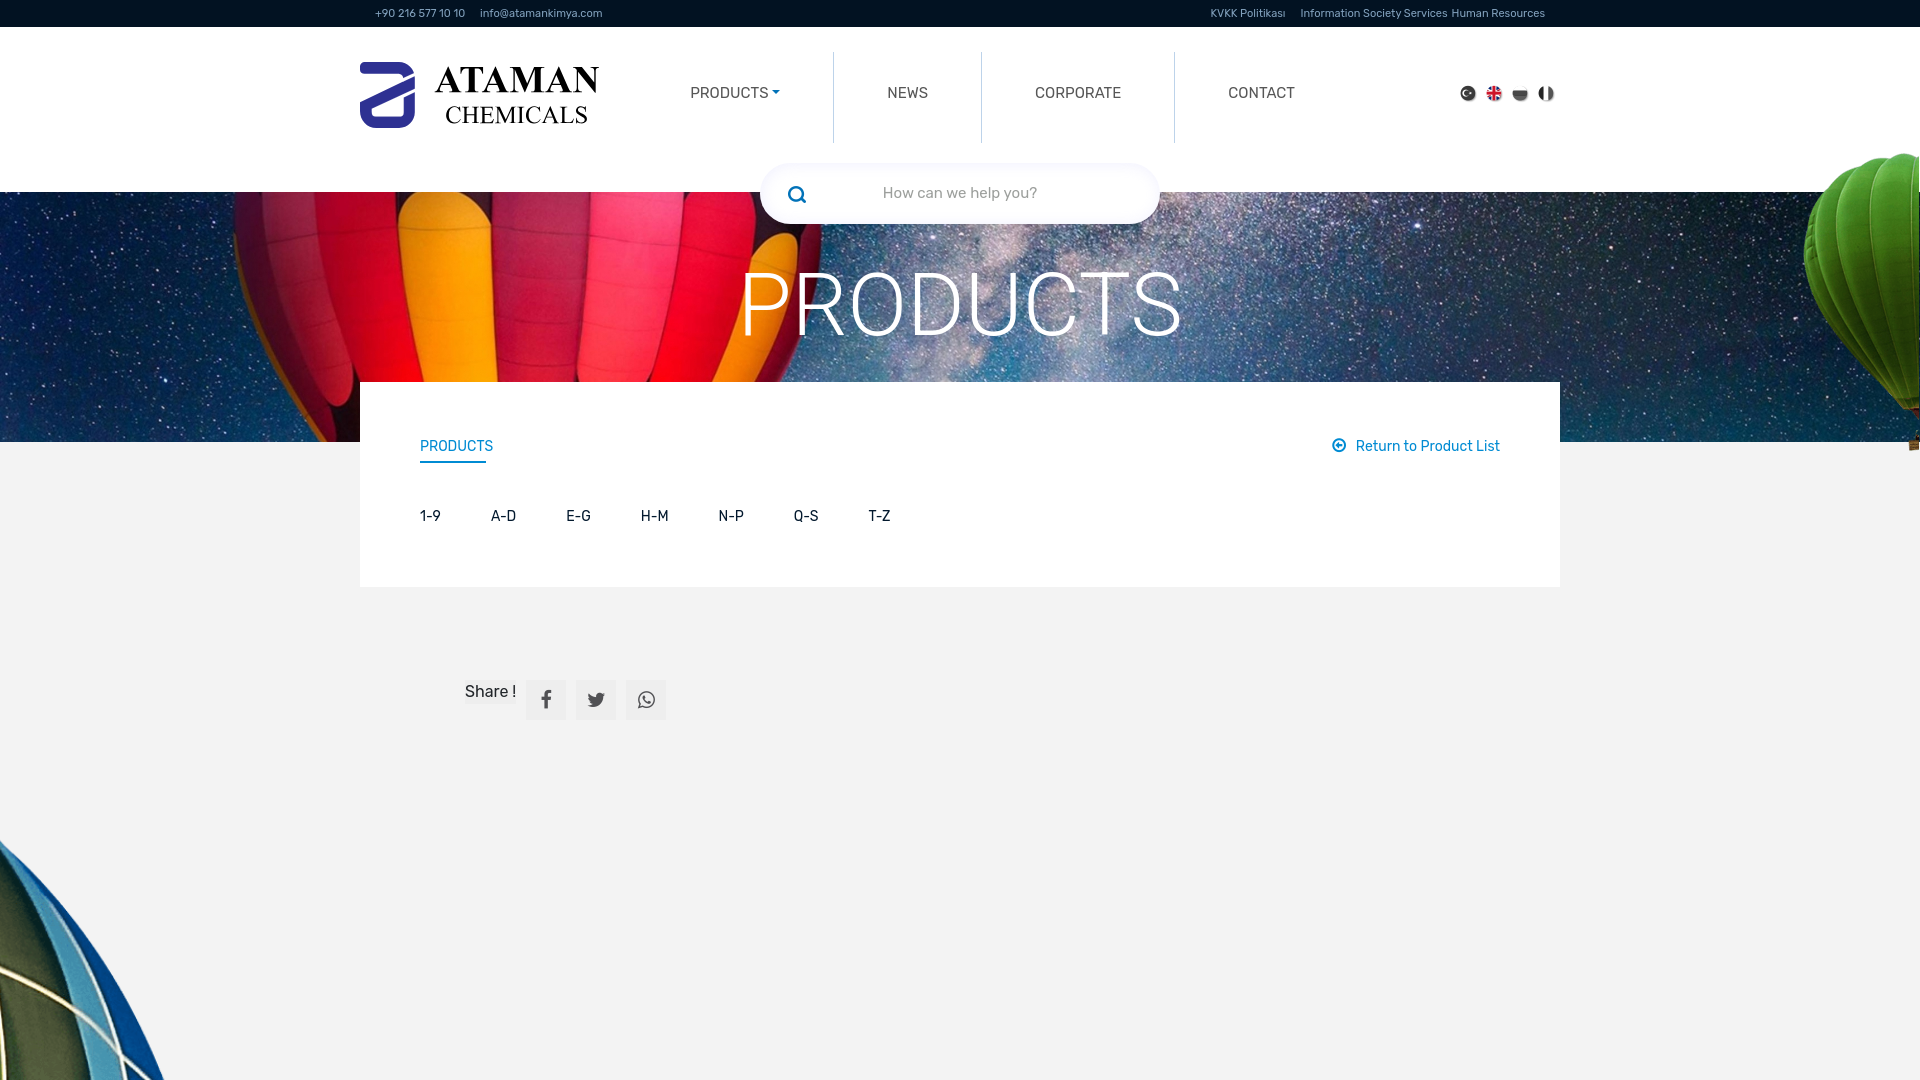 +90 216 577 10 10 info@atamankimya.com KVKK Politikası Information Society Services Human Resources
ATAMAN
CHEMICALS
PRODUCTS NEWS CORPORATE CONTACT
How can we help you?
PRODUCTS
PRODUCTS Return to Product List
1-9 A-D E-G H-M N-P Q-S T-Z
Share !